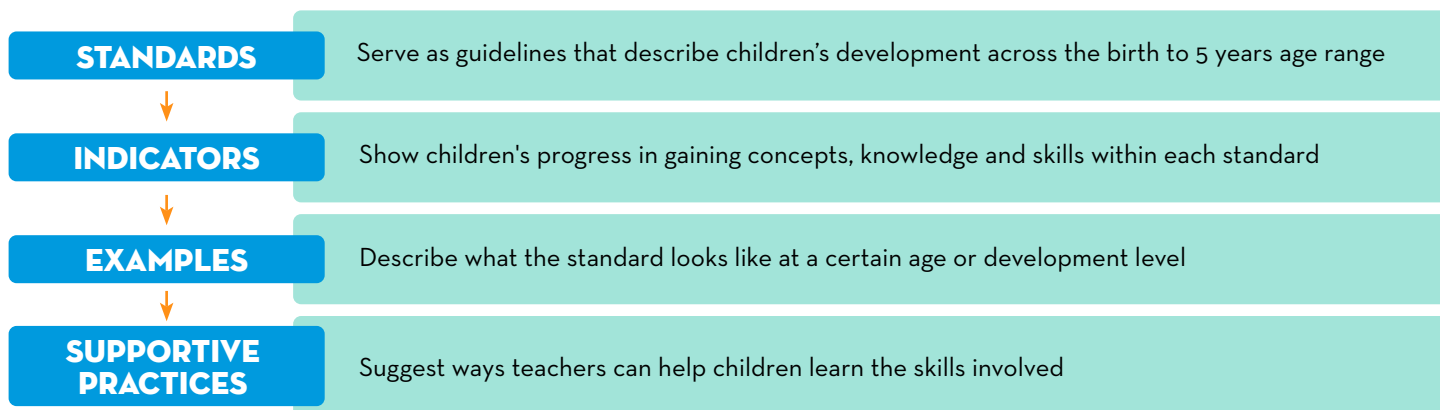 STANDARDS
Serve as guidelines that describe children’s development across the birth to 5 years age range
INDICATORS
Show children's progress in gaining concepts, knowledge and skills within each standard
EXAMPLES
Describe what the standard looks like at a certain age or development level
SUPPORTIVE
PRACTICES
Suggest ways teachers can help children learn the skills involved